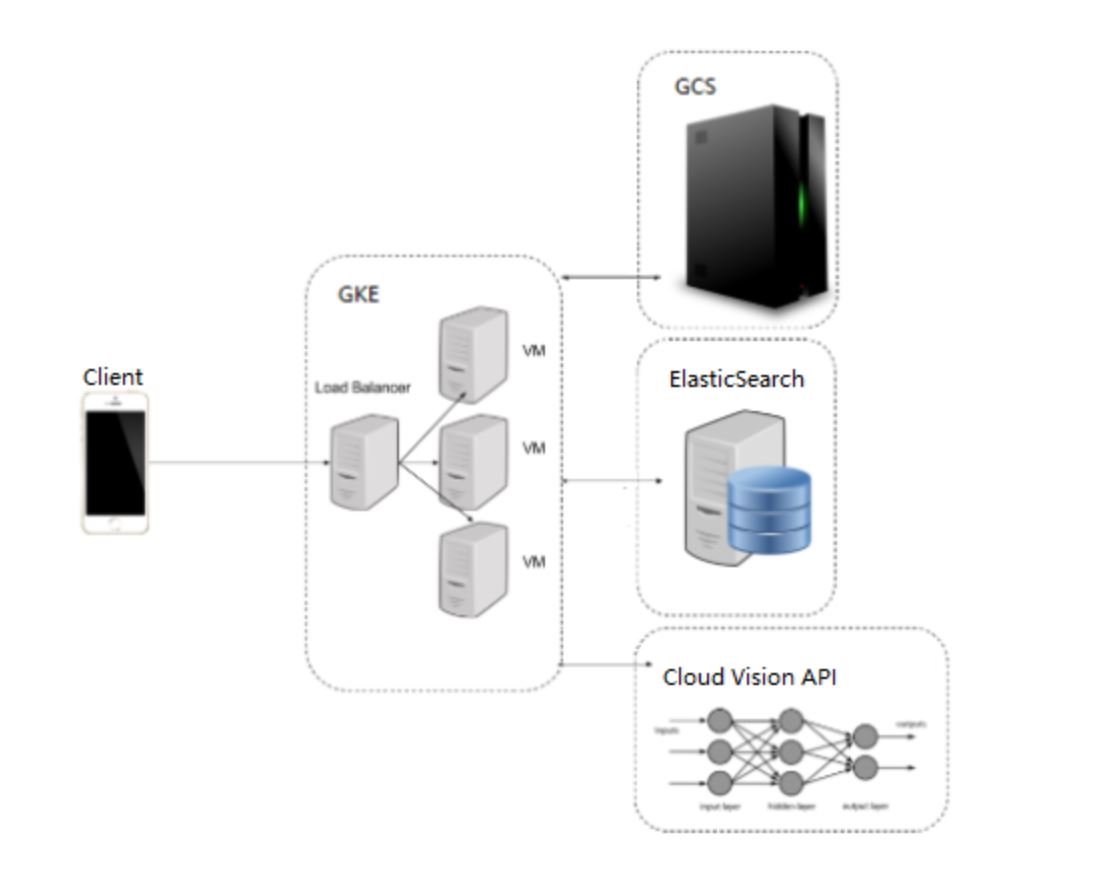 GCS
GKE
VM
Client
Load Balancer
ElasticSearch
VM
VM
Cloud Vision API
inputs
outputs
input layer
hidden layer
output layer